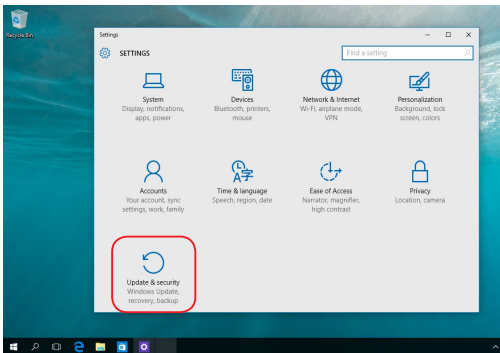 Recycle Bin
Settings
SETTINGS
Find a setting
System
Display, notifications,
apps, power
Devices
Bluetooth, printers,
mouse
Network & Internet
Wi-Fi, airplane mode,
VPN
Personalization
Background, lock
screen, colors
Accounts
Your account, sync
settings, work, family
Time & language
Speech, region, date
Ease of Access
Narrator, magnifier,
high contrast
Privacy
Location, camera
Update & security
Windows Update,
recovery, backup